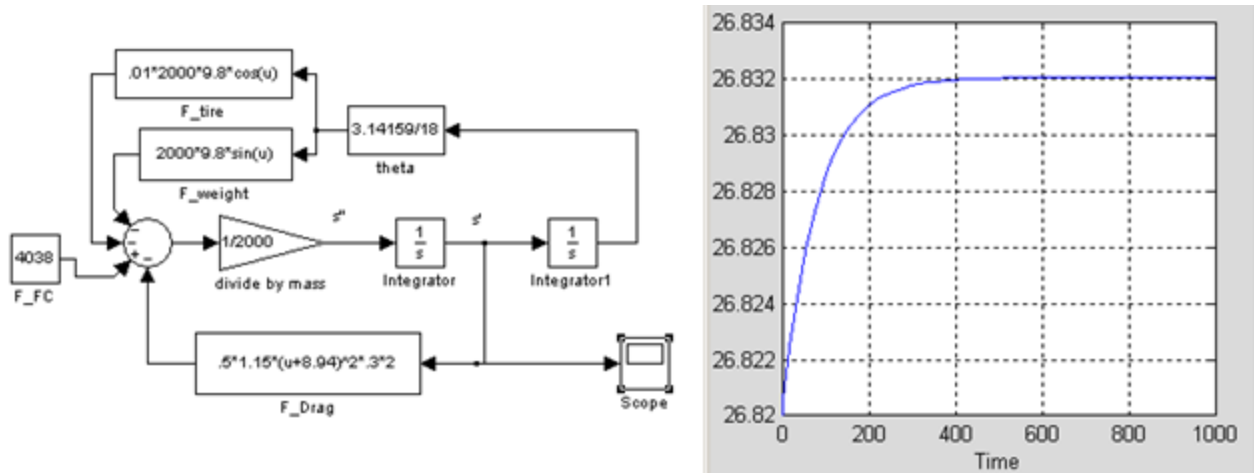 .01*2000*9.8*cos(u)
F_tire
2000*9.8*sin(u)
F_weight
3.14159/18
theta
4038
F_FC
1/2000
divide by mass
s''
1
s
Integrator
s'
1
s
Integrator1
.5*1.15*(u+8.94)^2*.3*2
F_Drag
Scope
26.834
26.832
26.83
26.828
26.826
26.824
26.822
26.82
0 200 400 600 800 1000
Time